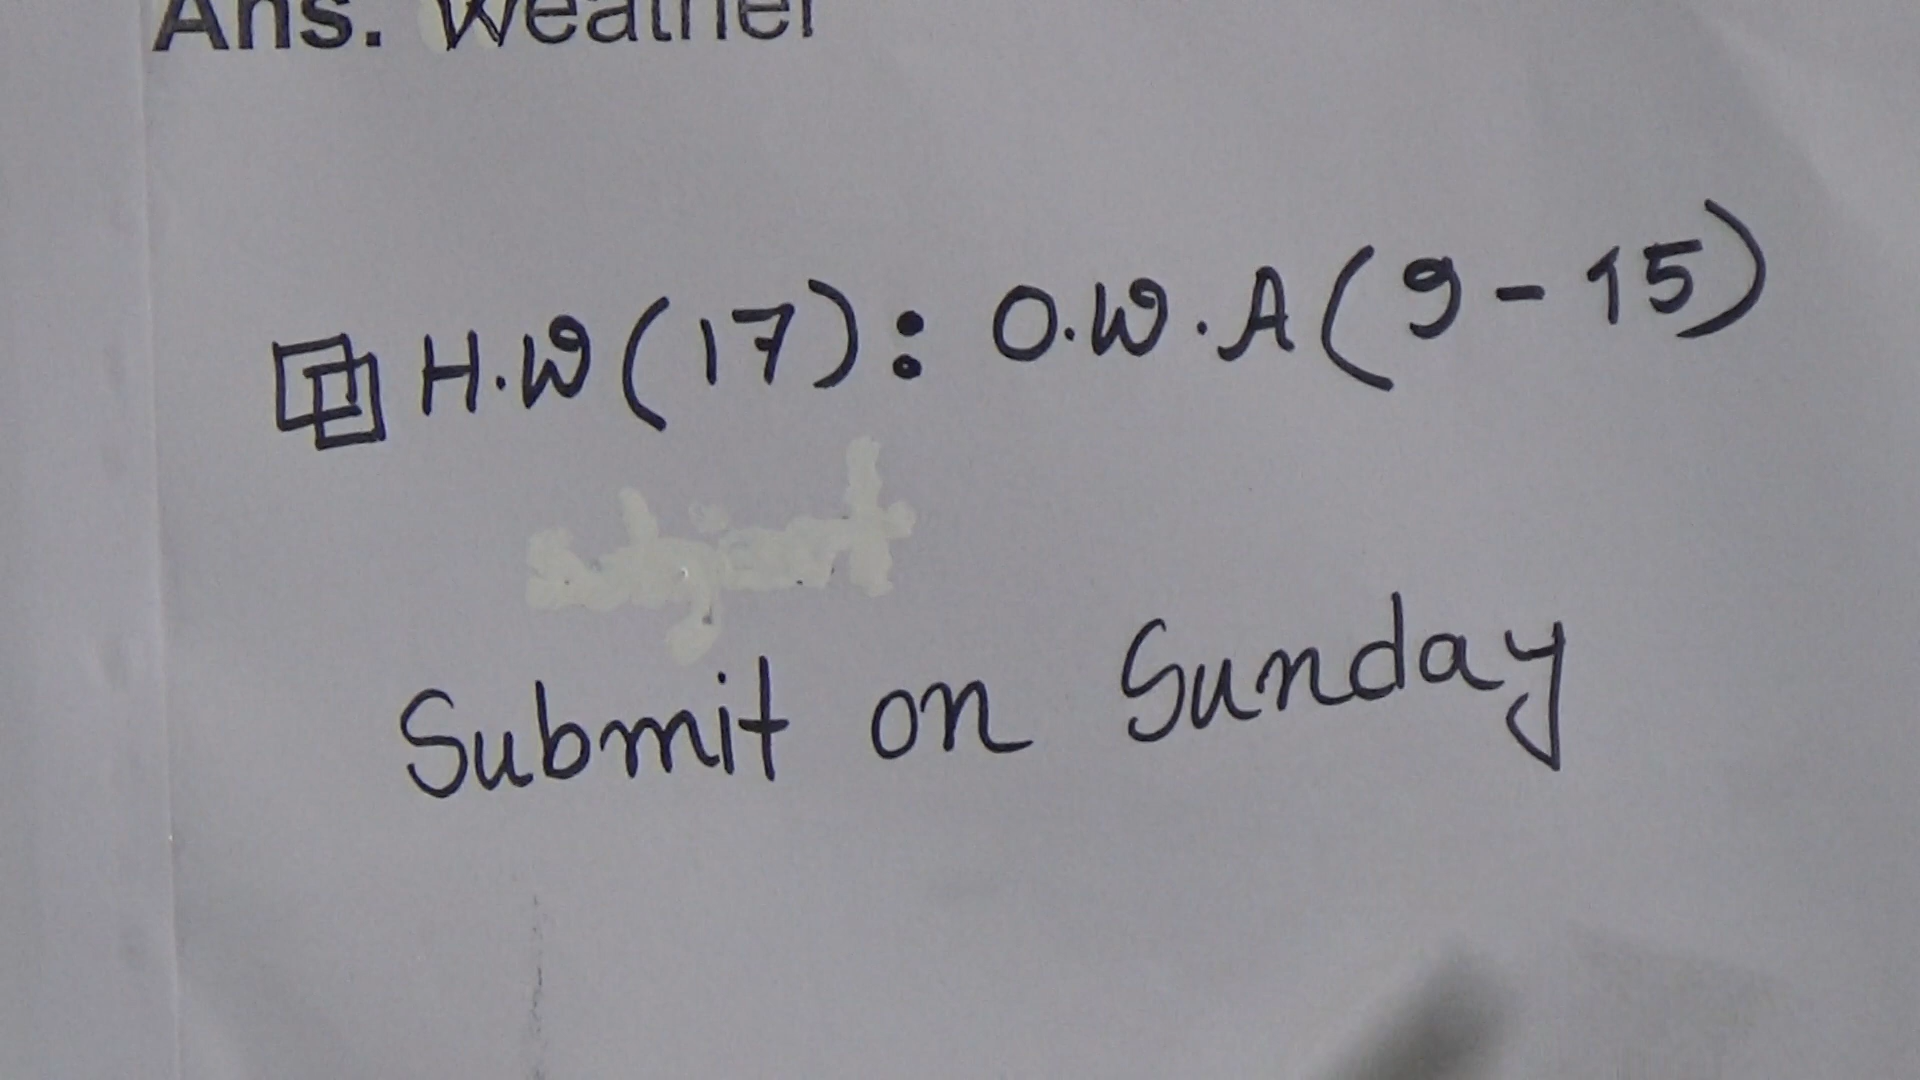 Ans. Weather
H.W(17): O.W.A(9-15)
Submit on Sunday